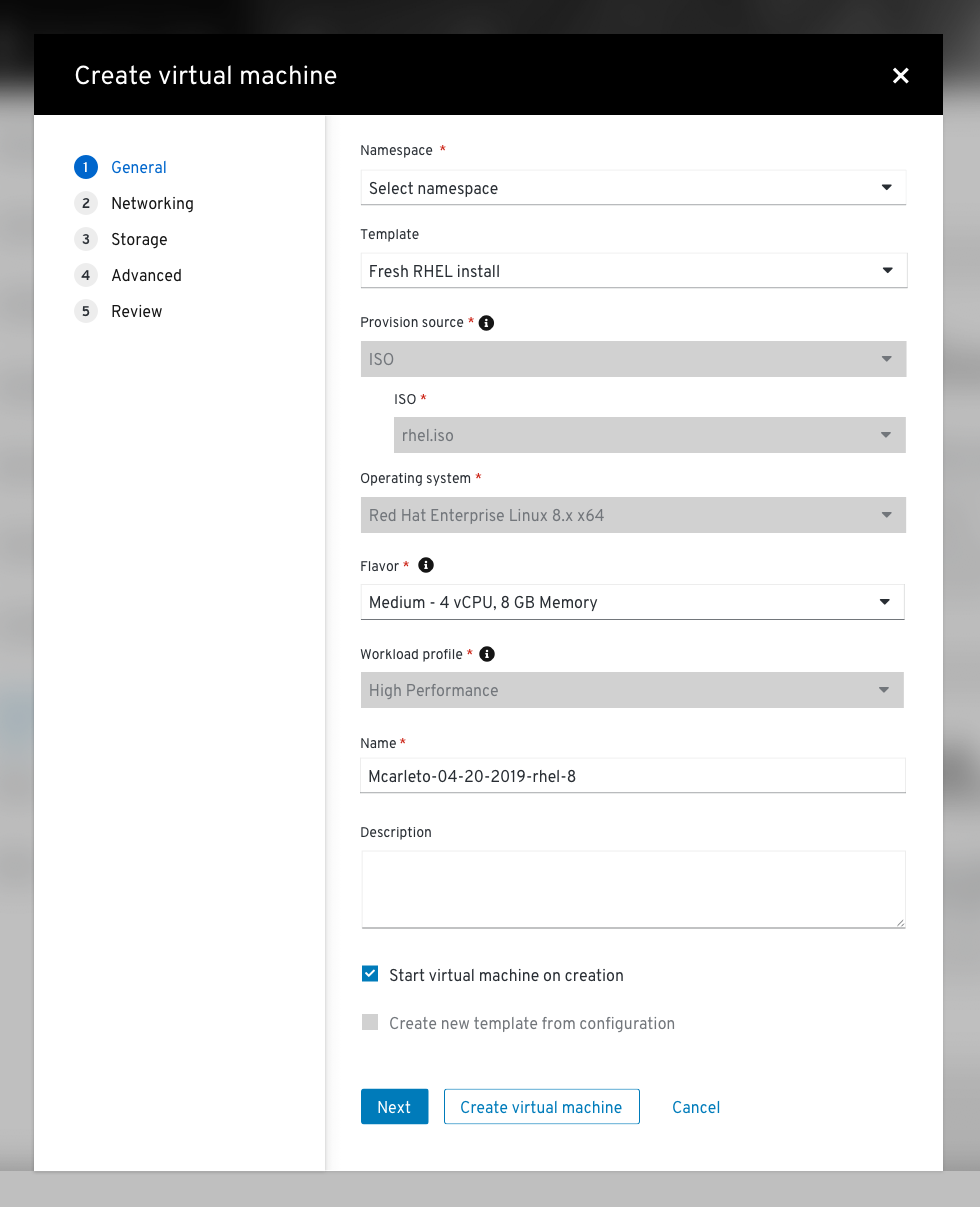 Create virtual machine
1 General
2 Networking
3 Storage
4 Advanced
5 Review
Namespace *
Select namespace
Template
Fresh RHEL install
Provision source *
ISO
ISO *
rhel.iso
Operating system *
Red Hat Enterprise Linux 8.x x64
Flavor *
Medium - 4 vCPU, 8 GB Memory
Workload profile *
High Performance
Name *
Mcarleto-04-20-2019-rhel-8
Description
Start virtual machine on creation
Create new template from configuration
Next Create virtual machine Cancel